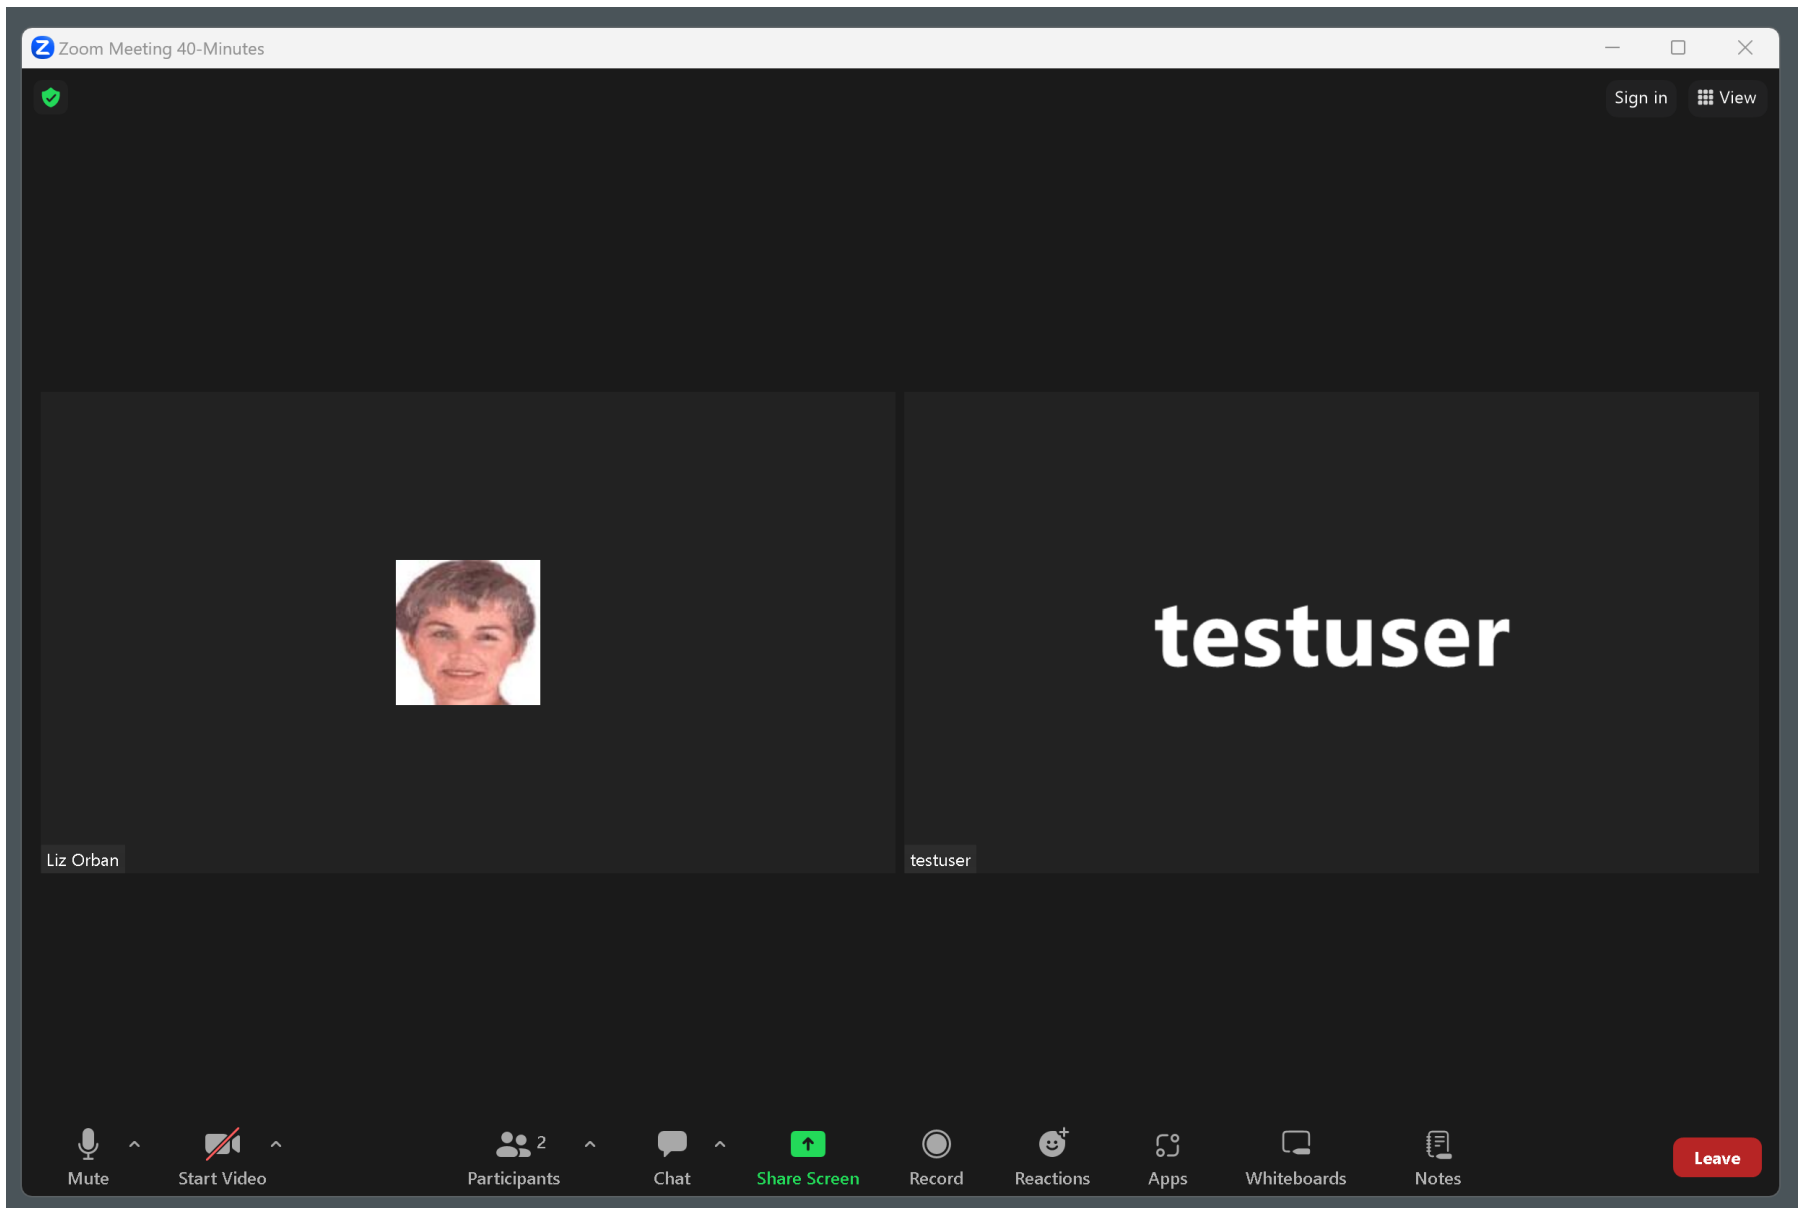 Zoom Meeting 40-Minutes
Sign in View
testuser
Liz Orban testuser
2
Mute Start Video Participants Chat Share Screen Record Reactions Apps Whiteboards Notes Leave